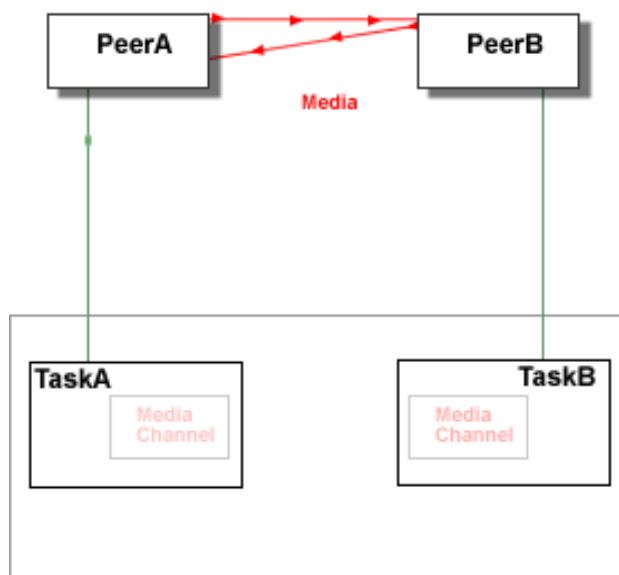 PeerA
PeerB
Media
TaskA
TaskB
Media
Channel
Media
Channel